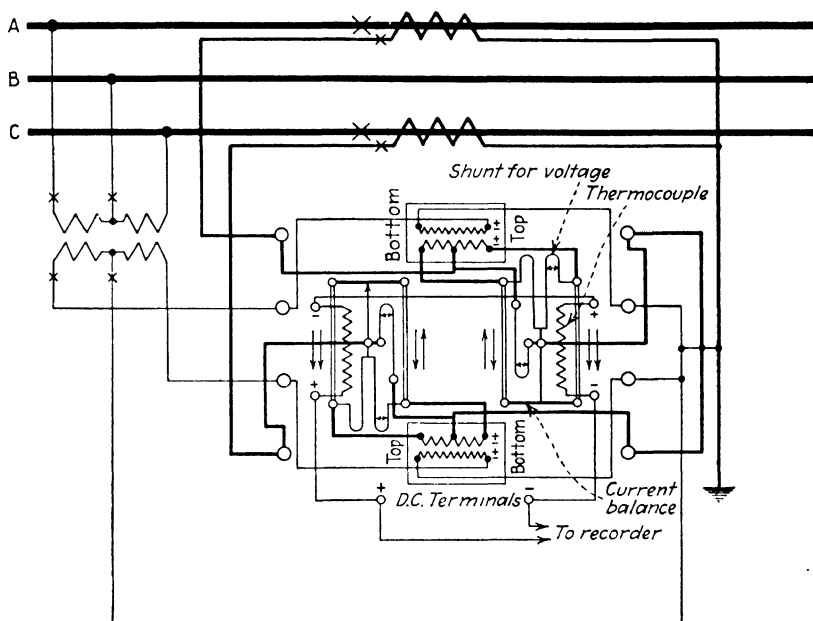 A
B
C
Shunt for voltage
Thermocouple
Bottom
Top
±
±
-
+
+
-
Top
Bottom
±
±
+
D.C. Terminals
-
Current
balance
To recorder